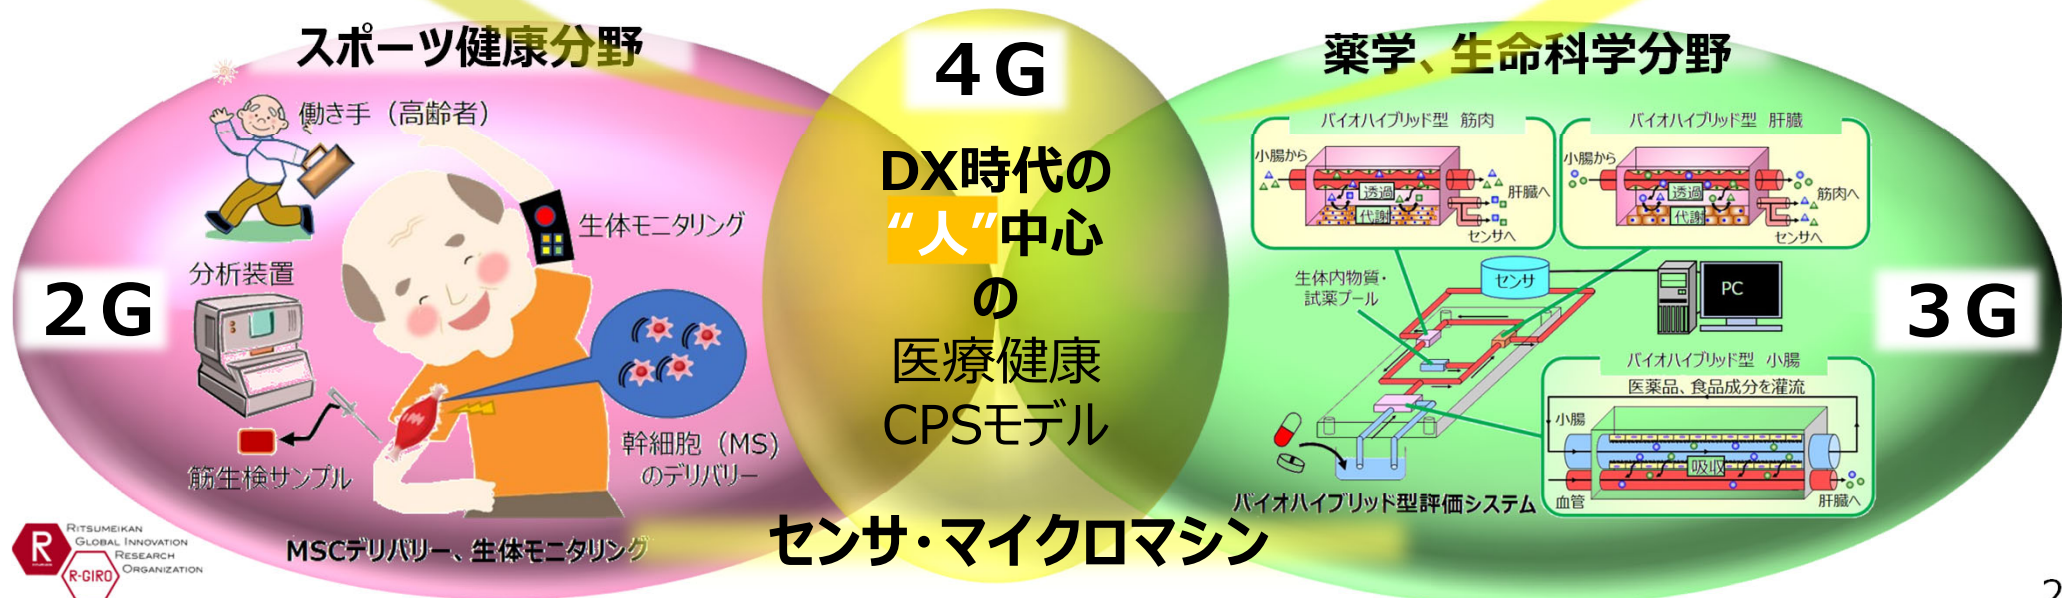 スポーツ健康分野
働き手（高齢者）
生体モニタリング
分析装置
2G
筋生検サンプル
幹細胞（MS)
のデリバリー
MSCデリバリー、生体モニタリング
RITSUMEIKAN
GLOBAL INNOVATION
RESEARCH
ORGANIZATION
R
R-GIRO
４G
DX時代の
“人”中心
の
医療健康
CPSモデル
センサ・マイクロマシン
薬学、生命科学分野
バイオハイブリッド型 筋肉
小腸から
透過
代謝
肝臓へ
センサへ
バイオハイブリッド型 肝臓
小腸から
透過
代謝
筋肉へ
センサへ
生体内物質・
試薬プール
センサ
PC
3G
バイオハイブリッド型 小腸
医薬品、食品成分を灌流
小腸
吸収
血管
肝臓へ
バイオハイブリッド型評価システム
2